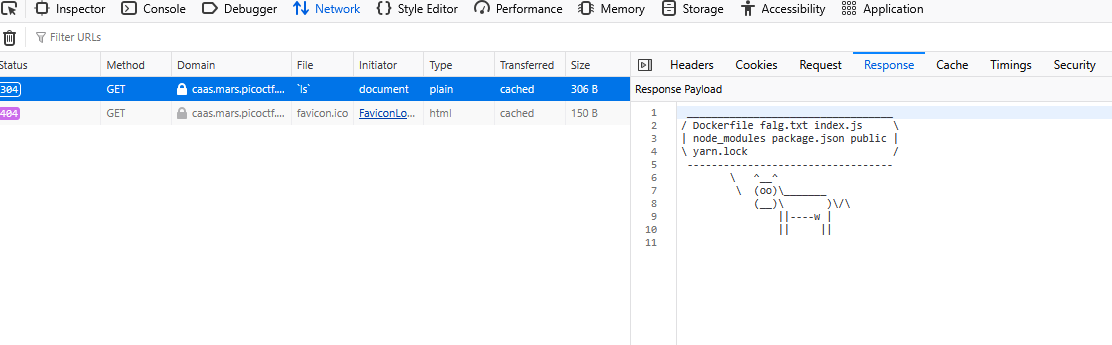 Inspector Console Debugger Network Style Editor Performance Memory Storage Accessibility Application
Filter URLs
Status Method Domain File Initiator Type Transferred Size
304 GET caas.mars.picoctf.... `ls` document plain cached 306 B
404 GET caas.mars.picoctf.... favicon.ico FaviconLo... html cached 150 B
Headers Cookies Request Response Cache Timings Security
Response Payload
1  _________________________________
2 / Dockerfile falg.txt index.js     \
3 | node_modules package.json public |
4 \ yarn.lock                        /
5  ----------------------------------
6         \   ^__^
7          \  (oo)\_______
8             (__)\       )\/\
9                 ||----w |
10                 ||     ||
11